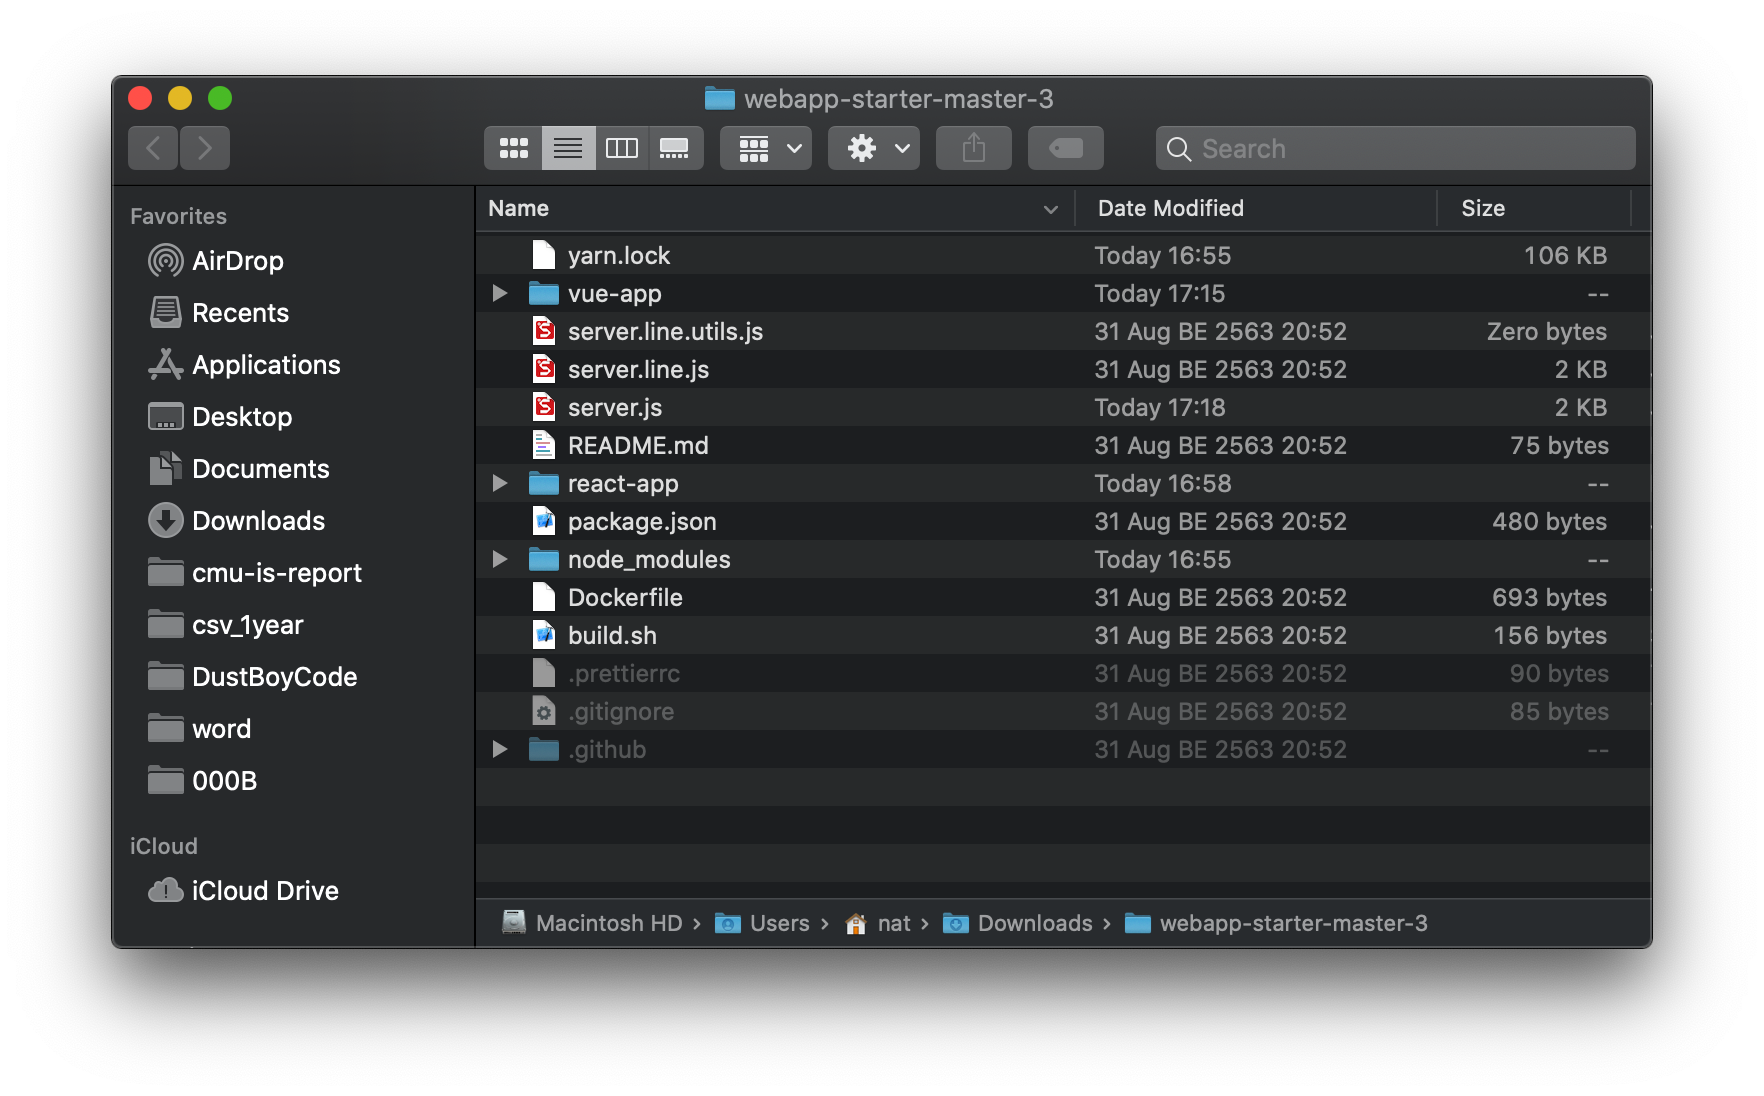 webapp-starter-master-3
Search
Favorites
AirDrop
Recents
Applications
Desktop
Documents
Downloads
cmu-is-report
csv_1year
DustBoyCode
word
000B
iCloud
iCloud Drive
Name Date Modified Size
yarn.lock Today 16:55 106 KB
vue-app Today 17:15 --
server.line.utils.js 31 Aug BE 2563 20:52 Zero bytes
server.line.js 31 Aug BE 2563 20:52 2 KB
server.js Today 17:18 2 KB
README.md 31 Aug BE 2563 20:52 75 bytes
react-app Today 16:58 --
package.json 31 Aug BE 2563 20:52 480 bytes
node_modules Today 16:55 --
Dockerfile 31 Aug BE 2563 20:52 693 bytes
build.sh 31 Aug BE 2563 20:52 156 bytes
.prettierrc 31 Aug BE 2563 20:52 90 bytes
.gitignore 31 Aug BE 2563 20:52 85 bytes
.github 31 Aug BE 2563 20:52 --
Macintosh HD › Users › nat › Downloads › webapp-starter-master-3